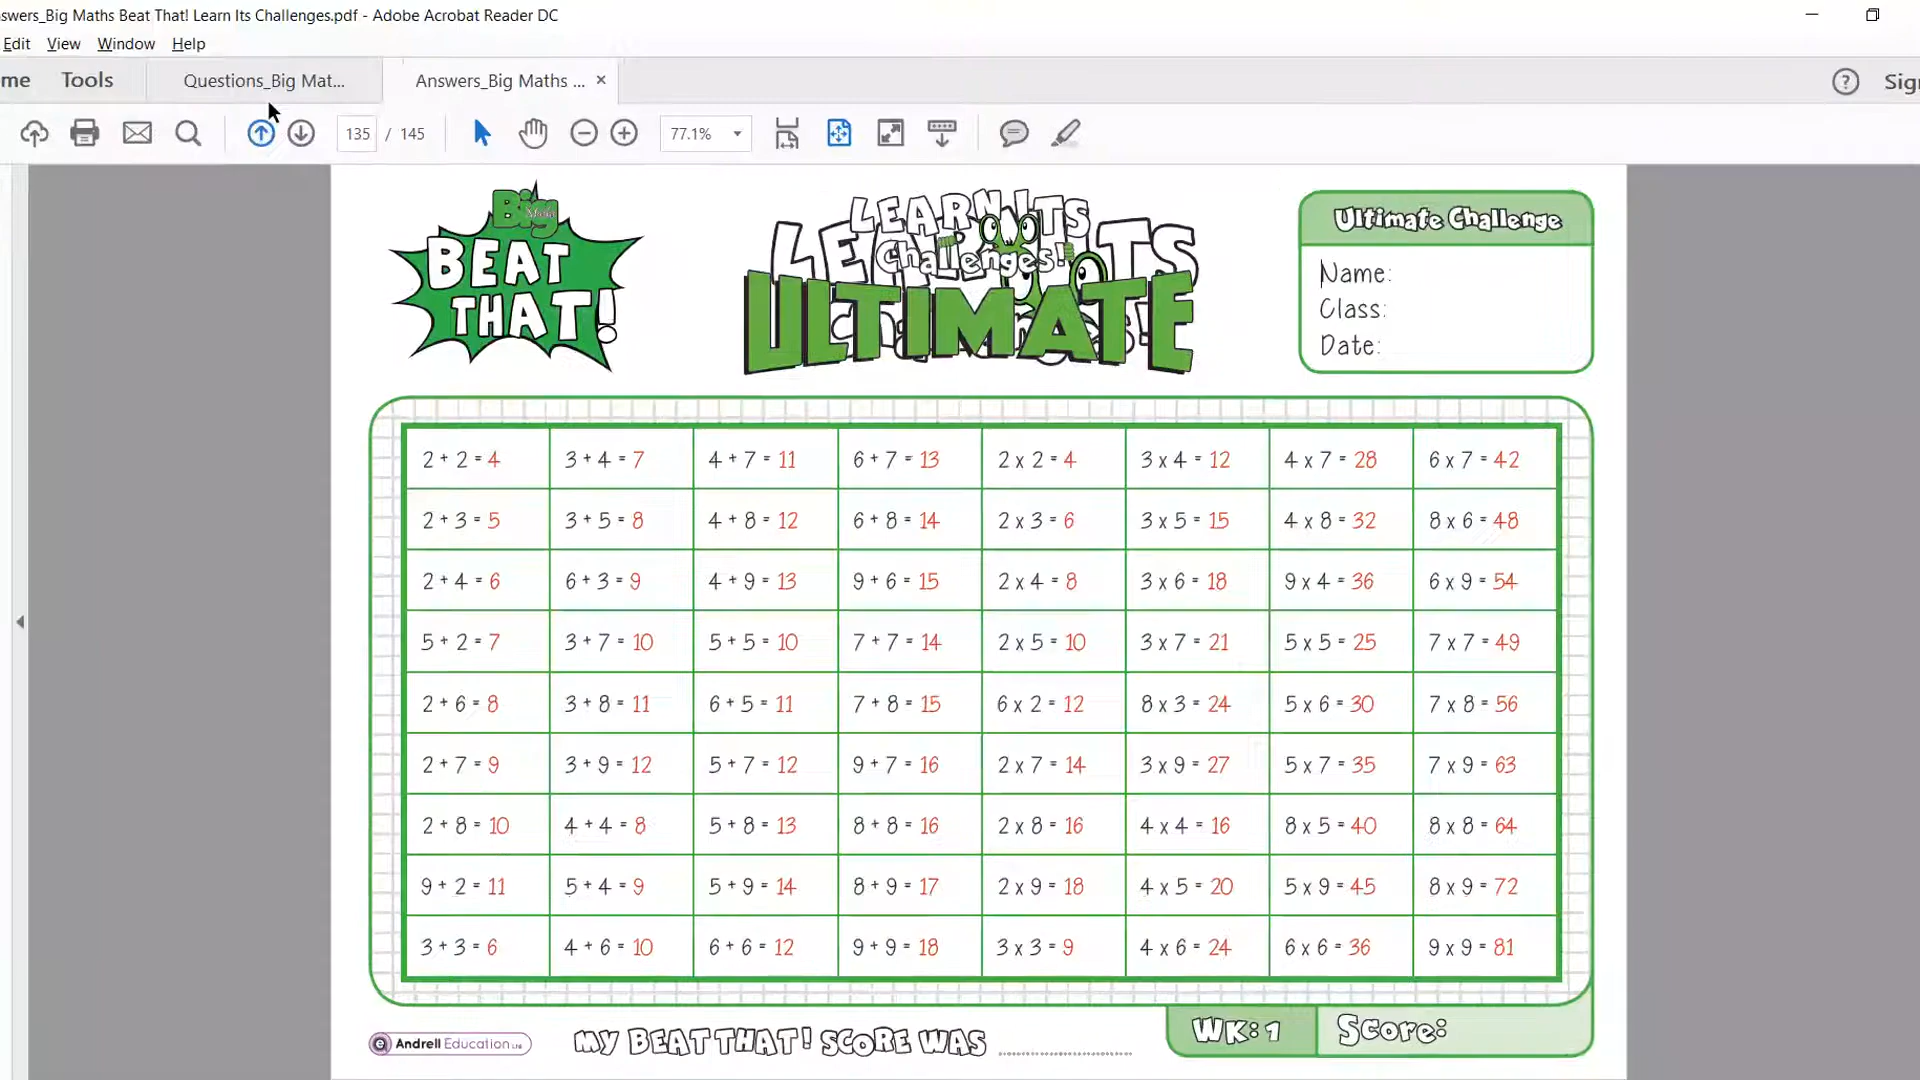 swers_Big Maths Beat That! Learn Its Challenges.pdf - Adobe Acrobat Reader DC
Edit View Window Help
me Tools Questions_Big Mat... Answers_Big Maths ... × Sig
135 / 145 77.1%
Big
BEAT
THAT!
LEARN ITS
Challenges!
ULTIMATE
Ultimate Challenge
Name:
Class:
Date:
2 + 2 = 4 3 + 4 = 7 4 + 7 = 11 6 + 7 = 13 2 x 2 = 4 3 x 4 = 12 4 x 7 = 28 6 x 7 = 42
2 + 3 = 5 3 + 5 = 8 4 + 8 = 12 6 + 8 = 14 2 x 3 = 6 3 x 5 = 15 4 x 8 = 32 8 x 6 = 48
2 + 4 = 6 6 + 3 = 9 4 + 9 = 13 9 + 6 = 15 2 x 4 = 8 3 x 6 = 18 9 x 4 = 36 6 x 9 = 54
5 + 2 = 7 3 + 7 = 10 5 + 5 = 10 7 + 7 = 14 2 x 5 = 10 3 x 7 = 21 5 x 5 = 25 7 x 7 = 49
2 + 6 = 8 3 + 8 = 11 6 + 5 = 11 7 + 8 = 15 6 x 2 = 12 8 x 3 = 24 5 x 6 = 30 7 x 8 = 56
2 + 7 = 9 3 + 9 = 12 5 + 7 = 12 9 + 7 = 16 2 x 7 = 14 3 x 9 = 27 5 x 7 = 35 7 x 9 = 63
2 + 8 = 10 4 + 4 = 8 5 + 8 = 13 8 + 8 = 16 2 x 8 = 16 4 x 4 = 16 8 x 5 = 40 8 x 8 = 64
9 + 2 = 11 5 + 4 = 9 5 + 9 = 14 8 + 9 = 17 2 x 9 = 18 4 x 5 = 20 5 x 9 = 45 8 x 9 = 72
3 + 3 = 6 4 + 6 = 10 6 + 6 = 12 9 + 9 = 18 3 x 3 = 9 4 x 6 = 24 6 x 6 = 36 9 x 9 = 81
Andrell Education Ltd MY BEAT THAT! SCORE WAS WK: 1 Score: